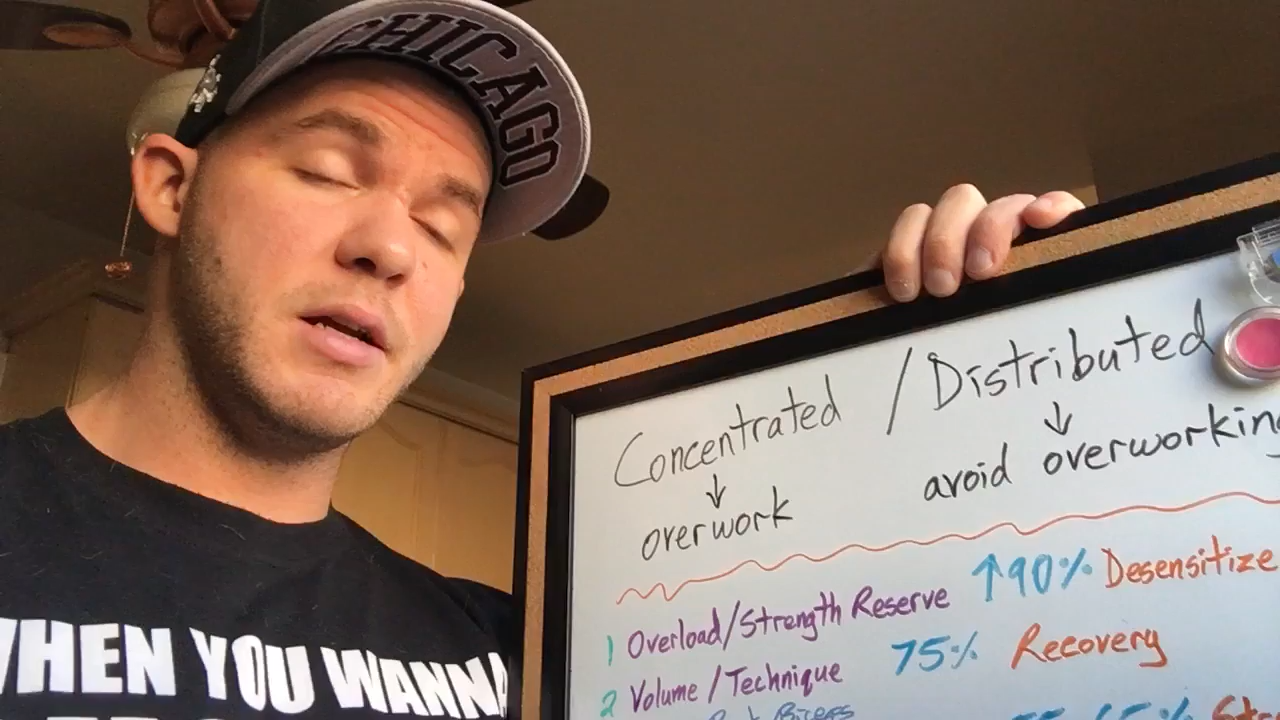 CHICAGO
WHEN YOU WANNA
Concentrated / Distributed
↓ ↓
overwork avoid overworking
1 Overload/Strength Reserve ↑90% Desensitize
2 Volume/Technique 75% Recovery
Biceps